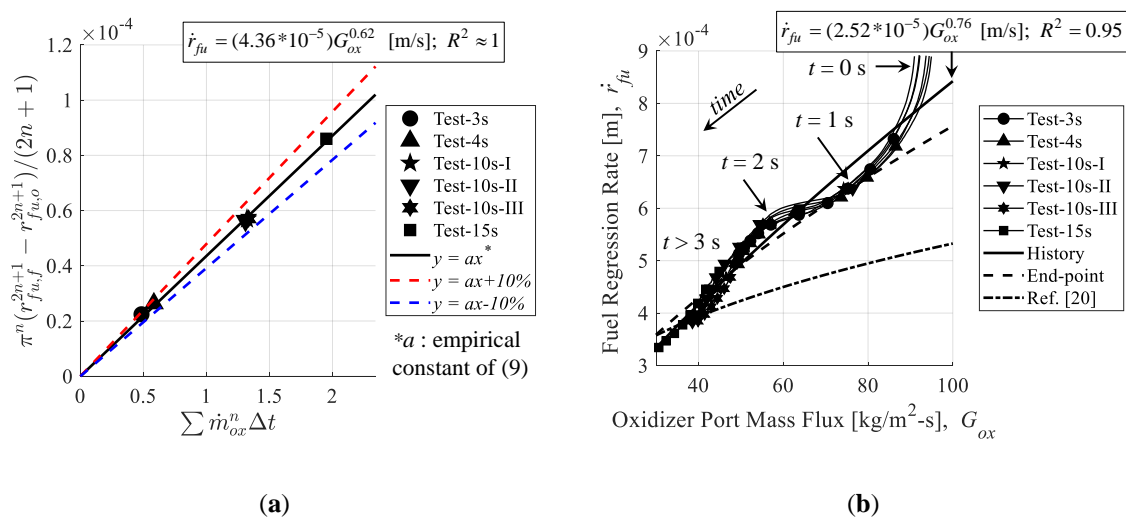 ×10^-4
ṙ_fu = (4.36*10^-5)G_ox^0.62 [m/s]; R^2 ≈ 1
1.2
1
0.8
0.6
0.4
0.2
0
π^n(r_fu,f^2n+1 − r_fu,o^2n+1)/(2n + 1)
0 0.5 1 1.5 2
∑ ṁ_ox^n Δt
Test-3s
Test-4s
Test-10s-I
Test-10s-II
Test-10s-III
Test-15s
y = ax*
y = ax+10%
y = ax-10%
*a : empirical
constant of (9)
(a)
ṙ_fu = (2.52*10^-5)G_ox^0.76 [m/s]; R^2 = 0.95
×10^-4
9
8
7
6
5
4
3
Fuel Regression Rate [m], ṙ_fu
t = 0 s
time
t = 1 s
t = 2 s
t > 3 s
40 60 80 100
Oxidizer Port Mass Flux [kg/m^2-s], G_ox
Test-3s
Test-4s
Test-10s-I
Test-10s-II
Test-10s-III
Test-15s
History
End-point
Ref. [20]
(b)